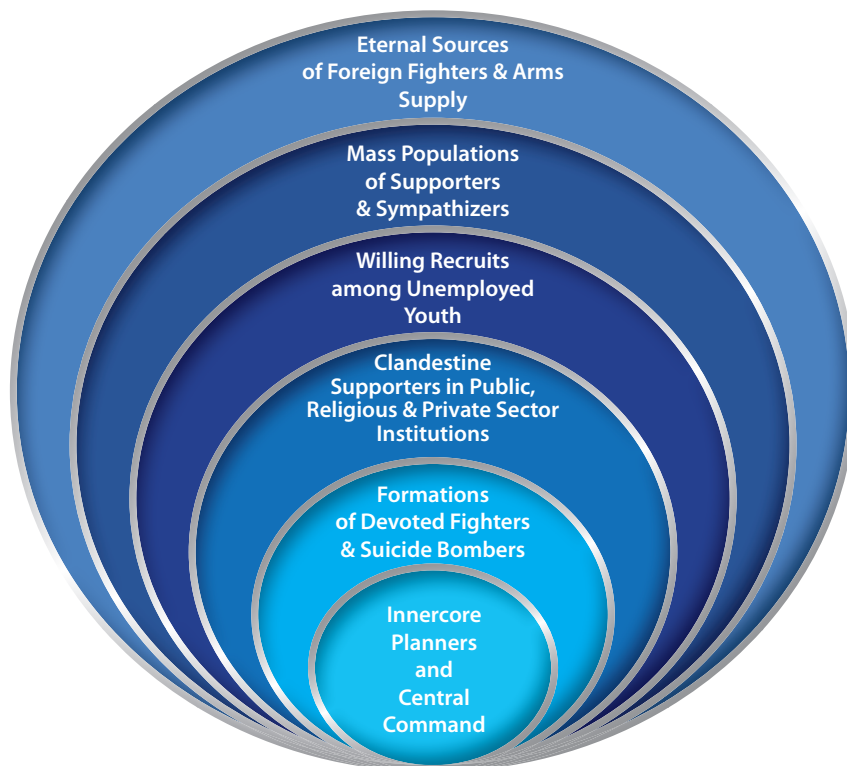 Eternal Sources
of Foreign Fighters & Arms
Supply
Mass Populations
of Supporters
& Sympathizers
Willing Recruits
among Unemployed
Youth
Clandestine
Supporters in Public,
Religious & Private Sector
Institutions
Formations
of Devoted Fighters
& Suicide Bombers
Innercore
Planners
and
Central
Command